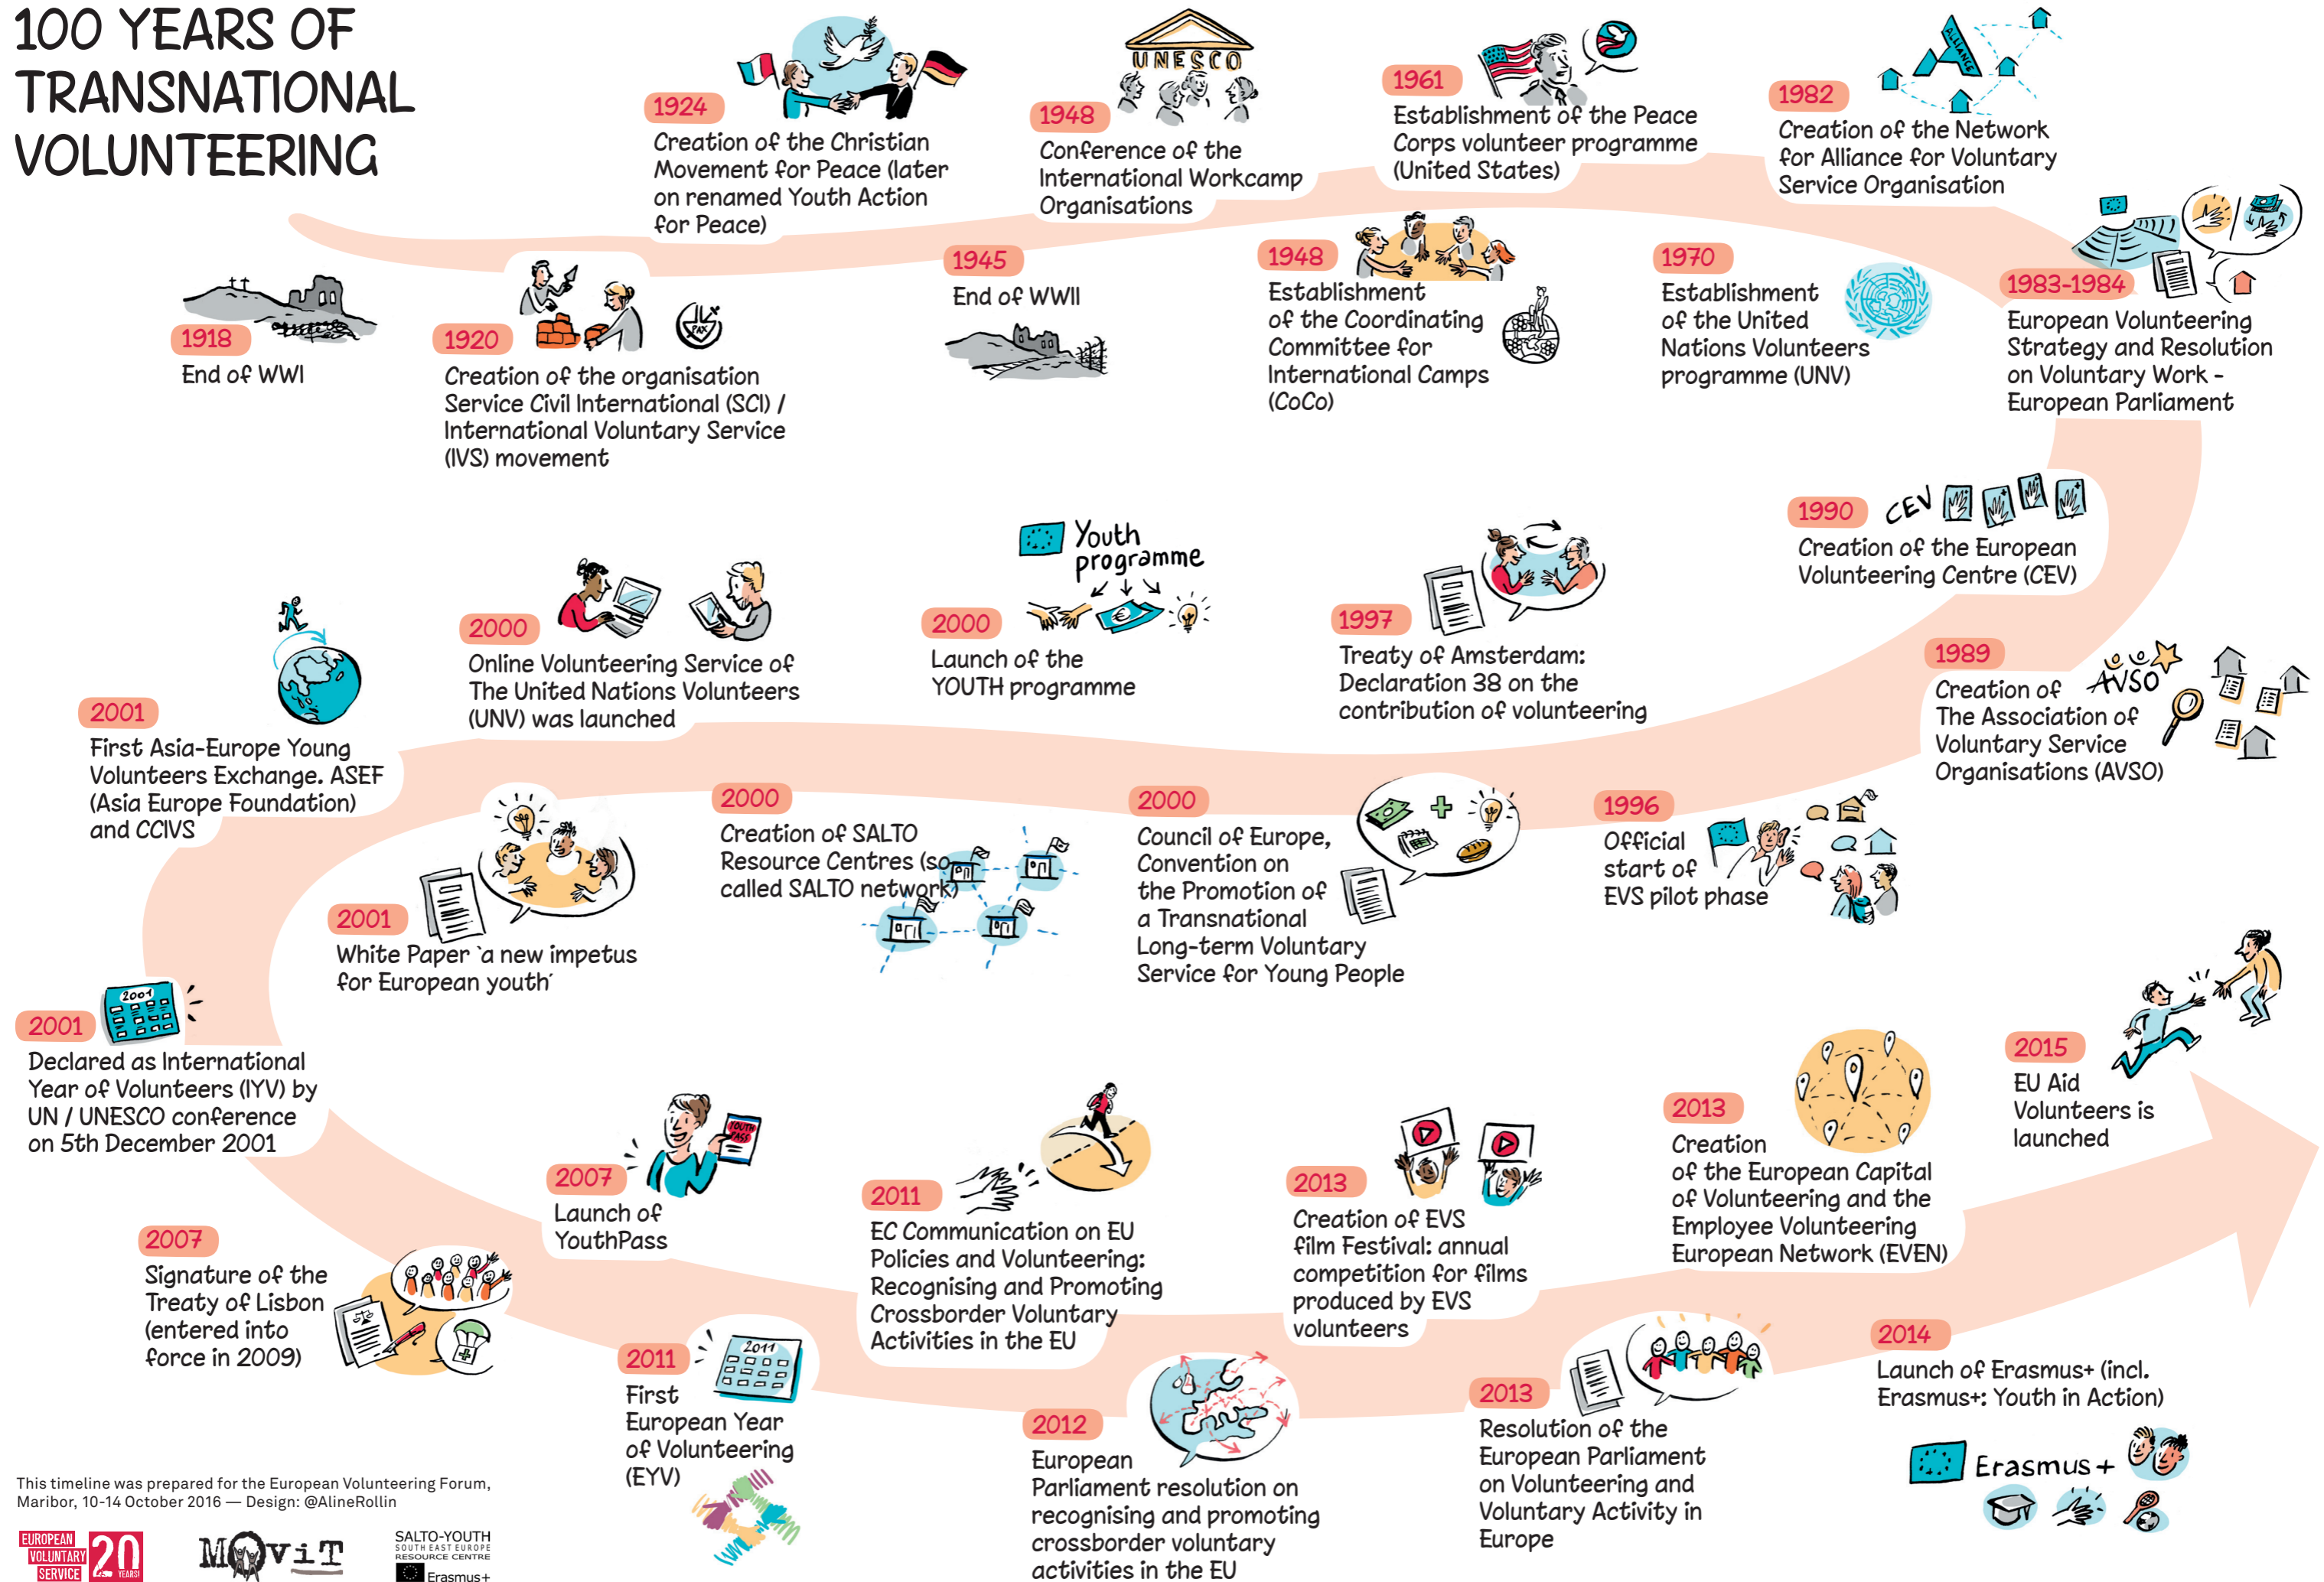 100 YEARS OF
TRANSNATIONAL
VOLUNTEERING
1918
End of WWI
PAX
1920
Creation of the organisation
Service Civil International (SCI) /
International Voluntary Service
(IVS) movement
1924
Creation of the Christian
Movement for Peace (later
on renamed Youth Action
for Peace)
1945
End of WWII
UNESCO
1948
Conference of the
International Workcamp
Organisations
1948
Establishment
of the Coordinating
Committee for
International Camps
(CoCo)
1961
Establishment of the Peace
Corps volunteer programme
(United States)
1970
Establishment
of the United
Nations Volunteers
programme (UNV)
ALLIANCE
1982
Creation of the Network
for Alliance for Voluntary
Service Organisation
1983-1984
European Volunteering
Strategy and Resolution
on Voluntary Work -
European Parliament
1989
AVSO
Creation of
The Association of
Voluntary Service
Organisations (AVSO)
1990
CEV
Creation of the European
Volunteering Centre (CEV)
1996
Official
start of
EVS pilot phase
1997
Treaty of Amsterdam:
Declaration 38 on the
contribution of volunteering
2000
Council of Europe,
Convention on
the Promotion of
a Transnational
Long-term Voluntary
Service for Young People
Youth
programme
€
2000
Launch of the
YOUTH programme
2000
Creation of SALTO
Resource Centres (so
called SALTO network)
2000
Online Volunteering Service of
The United Nations Volunteers
(UNV) was launched
2001
White Paper `a new impetus
for European youth´
2001
First Asia-Europe Young
Volunteers Exchange. ASEF
(Asia Europe Foundation)
and CCIVS
2001
2001
Declared as International
Year of Volunteers (IYV) by
UN / UNESCO conference
on 5th December 2001
2007
Signature of the
Treaty of Lisbon
(entered into
force in 2009)
YOUTH
PASS
2007
Launch of
YouthPass
2011
2011
First
European Year
of Volunteering
(EYV)
2011
EC Communication on EU
Policies and Volunteering:
Recognising and Promoting
Crossborder Voluntary
Activities in the EU
2012
European
Parliament resolution on
recognising and promoting
crossborder voluntary
activities in the EU
2013
Creation of EVS
film Festival: annual
competition for films
produced by EVS
volunteers
2013
Resolution of the
European Parliament
on Volunteering and
Voluntary Activity in
Europe
2013
Creation
of the European Capital
of Volunteering and the
Employee Volunteering
European Network (EVEN)
2014
Launch of Erasmus+ (incl.
Erasmus+: Youth in Action)
Erasmus+
2015
EU Aid
Volunteers is
launched
This timeline was prepared for the European Volunteering Forum,
Maribor, 10-14 October 2016 — Design: @AlineRollin
EUROPEAN
VOLUNTARY
SERVICE
20
YEARS!
MOViT
SALTO-YOUTH
SOUTH EAST EUROPE
RESOURCE CENTRE
Erasmus+